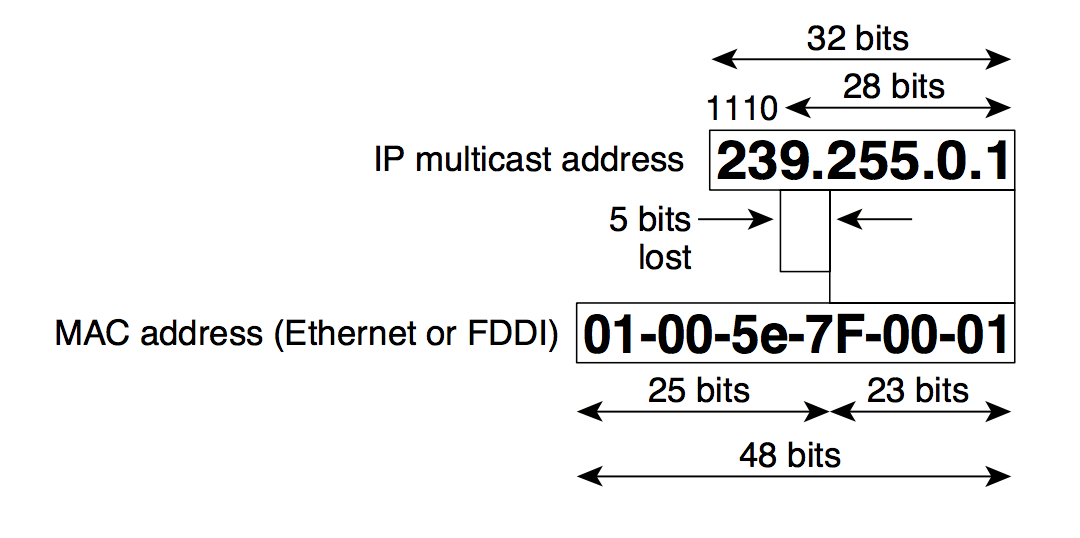 32 bits
28 bits
1110
IP multicast address
239.255.0.1
5 bits
lost
MAC address (Ethernet or FDDI)
01-00-5e-7F-00-01
25 bits
23 bits
48 bits